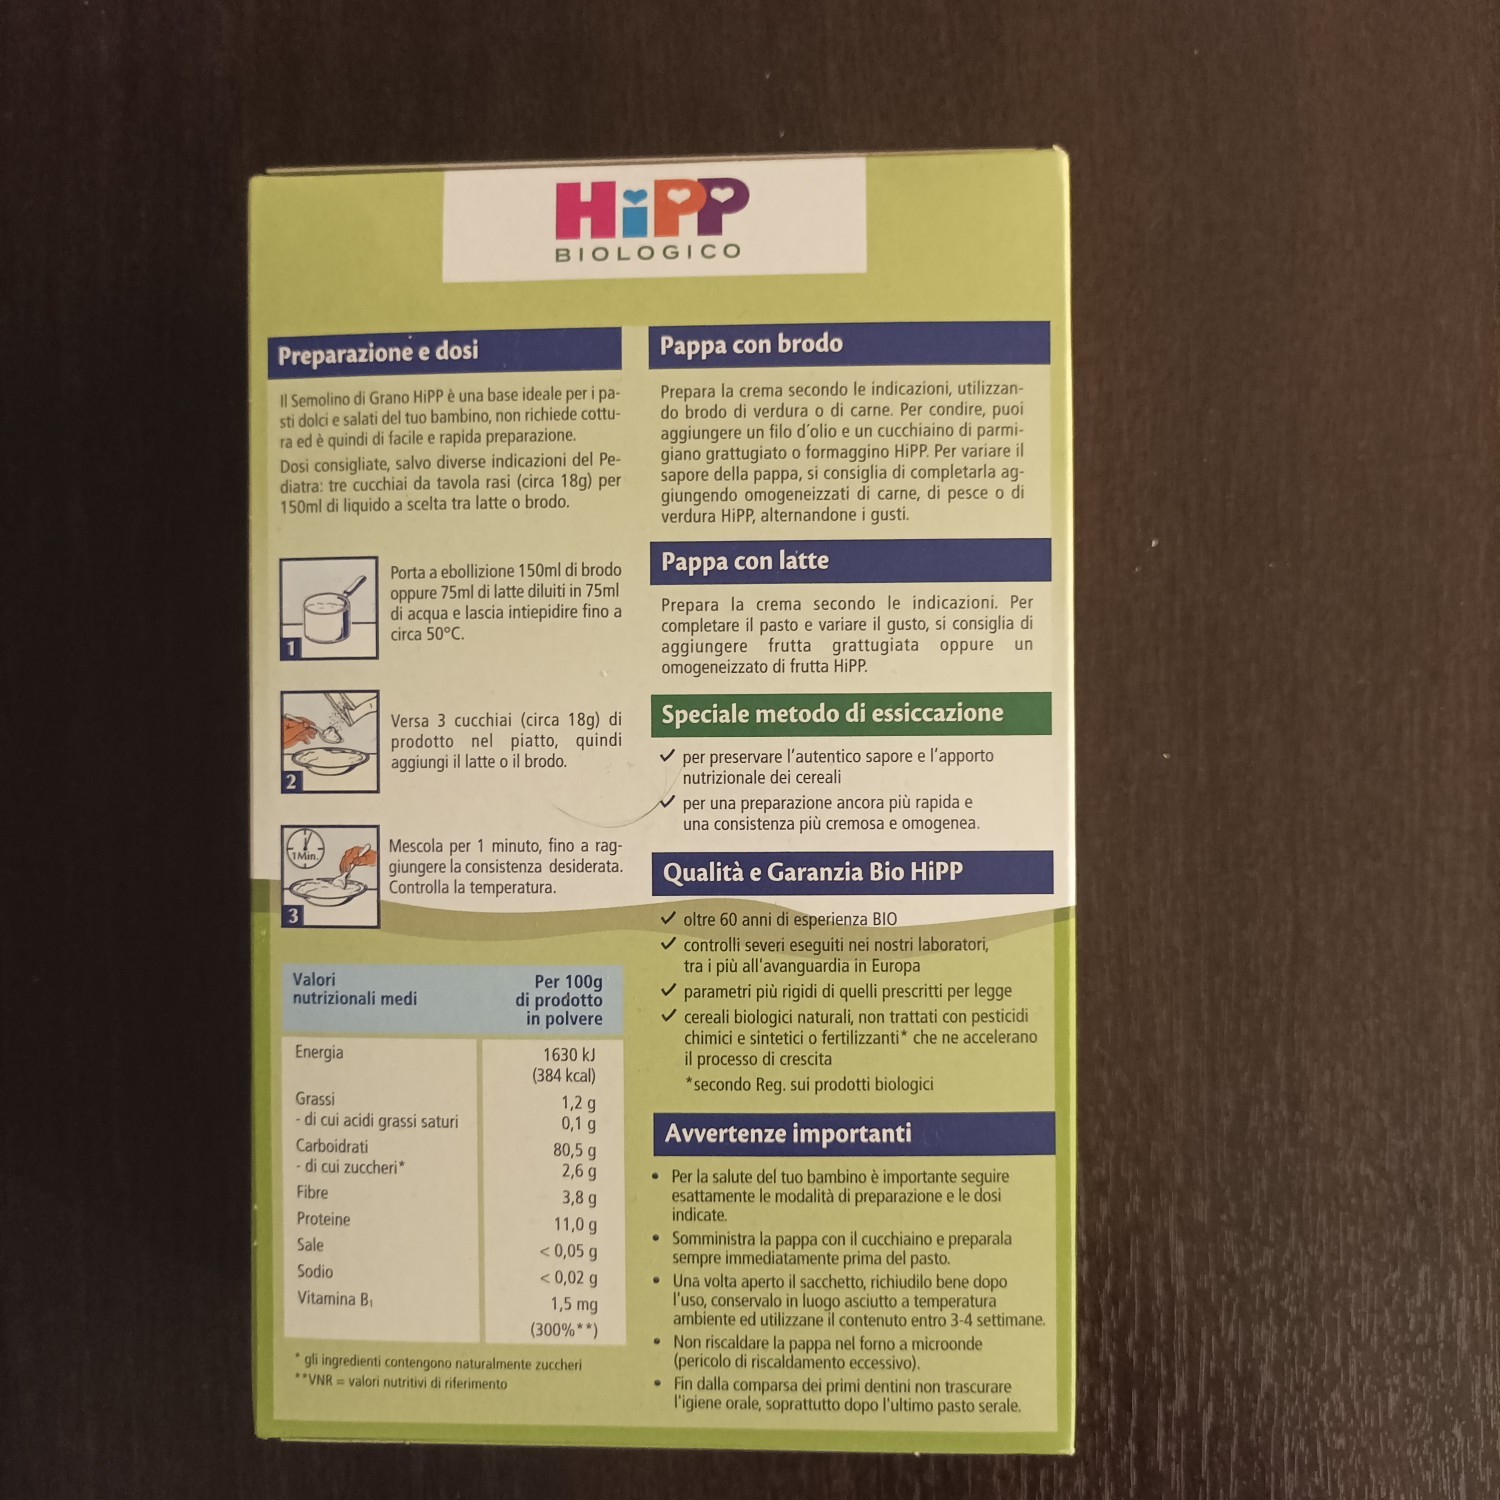 HiPP
BIOLOGICO
Preparazione e dosi
Il Semolino di Grano HiPP è una base ideale per i pa-
sti dolci e salati del tuo bambino, non richiede cottu-
ra ed è quindi di facile e rapida preparazione.
Dosi consigliate, salvo diverse indicazioni del Pe-
diatra: tre cucchiai da tavola rasi (circa 18g) per
150ml di liquido a scelta tra latte o brodo.
1
Porta a ebollizione 150ml di brodo
oppure 75ml di latte diluiti in 75ml
di acqua e lascia intiepidire fino a
circa 50°C.
2
Versa 3 cucchiai (circa 18g) di
prodotto nel piatto, quindi
aggiungi il latte o il brodo.
1Min.
3
Mescola per 1 minuto, fino a rag-
giungere la consistenza desiderata.
Controlla la temperatura.
Valori
nutrizionali medi
Per 100g
di prodotto
in polvere
Energia 1630 kJ
(384 kcal)
Grassi 1,2 g
- di cui acidi grassi saturi 0,1 g
Carboidrati 80,5 g
- di cui zuccheri* 2,6 g
Fibre 3,8 g
Proteine 11,0 g
Sale < 0,05 g
Sodio < 0,02 g
Vitamina B1 1,5 mg
(300%**)
* gli ingredienti contengono naturalmente zuccheri
**VNR = valori nutritivi di riferimento
Pappa con brodo
Prepara la crema secondo le indicazioni, utilizzan-
do brodo di verdura o di carne. Per condire, puoi
aggiungere un filo d'olio e un cucchiaino di parmi-
giano grattugiato o formaggino HiPP. Per variare il
sapore della pappa, si consiglia di completarla ag-
giungendo omogeneizzati di carne, di pesce o di
verdura HiPP, alternandone i gusti.
Pappa con latte
Prepara la crema secondo le indicazioni. Per
completare il pasto e variare il gusto, si consiglia di
aggiungere frutta grattugiata oppure un
omogeneizzato di frutta HiPP.
Speciale metodo di essiccazione
✓ per preservare l'autentico sapore e l'apporto
nutrizionale dei cereali
✓ per una preparazione ancora più rapida e
una consistenza più cremosa e omogenea.
Qualità e Garanzia Bio HiPP
✓ oltre 60 anni di esperienza BIO
✓ controlli severi eseguiti nei nostri laboratori,
tra i più all'avanguardia in Europa
✓ parametri più rigidi di quelli prescritti per legge
✓ cereali biologici naturali, non trattati con pesticidi
chimici e sintetici o fertilizzanti* che ne accelerano
il processo di crescita
*secondo Reg. sui prodotti biologici
Avvertenze importanti
• Per la salute del tuo bambino è importante seguire
esattamente le modalità di preparazione e le dosi
indicate.
• Somministra la pappa con il cucchiaino e preparala
sempre immediatamente prima del pasto.
• Una volta aperto il sacchetto, richiudilo bene dopo
l'uso, conservalo in luogo asciutto a temperatura
ambiente ed utilizzane il contenuto entro 3-4 settimane.
• Non riscaldare la pappa nel forno a microonde
(pericolo di riscaldamento eccessivo).
• Fin dalla comparsa dei primi dentini non trascurare
l'igiene orale, soprattutto dopo l'ultimo pasto serale.